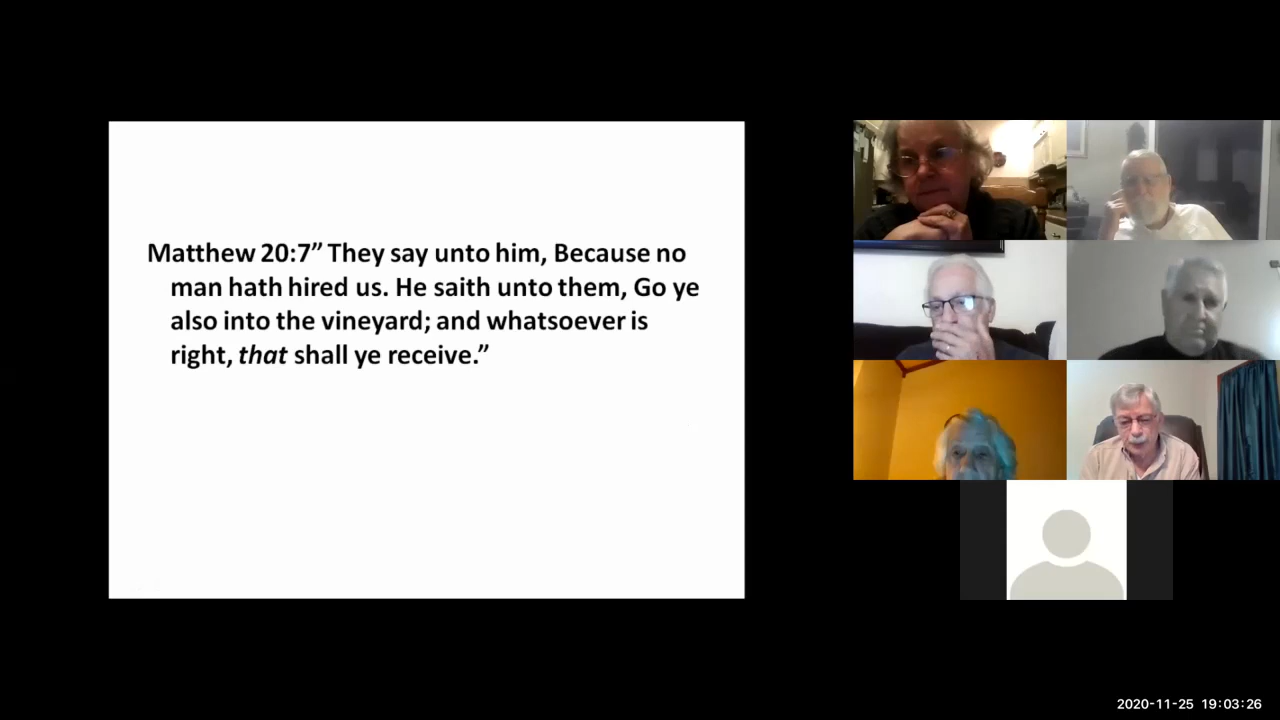 Matthew 20:7” They say unto him, Because no
man hath hired us. He saith unto them, Go ye
also into the vineyard; and whatsoever is
right, that shall ye receive.”
2020-11-25 19:03:26